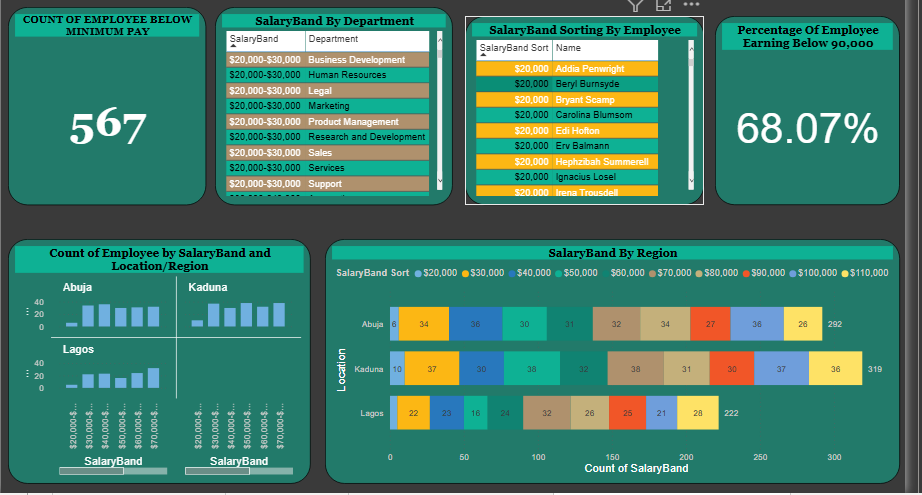 COUNT OF EMPLOYEE BELOW
MINIMUM PAY
567
SalaryBand By Department
SalaryBand Department
$20,000-$30,000 Business Development
$20,000-$30,000 Human Resources
$20,000-$30,000 Legal
$20,000-$30,000 Marketing
$20,000-$30,000 Product Management
$20,000-$30,000 Research and Development
$20,000-$30,000 Sales
$20,000-$30,000 Services
$20,000-$30,000 Support
SalaryBand Sorting By Employee
SalaryBand Sort Name
$20,000 Addia Penwright
$20,000 Beryl Burnsyde
$20,000 Bryant Scamp
$20,000 Carolina Blumsom
$20,000 Edi Hofton
$20,000 Erv Balmann
$20,000 Hephzibah Summerell
$20,000 Ignacius Losel
$20,000 Irena Trousdell
Percentage Of Employee
Earning Below 90,000
68.07%
Count of Employee by SalaryBand and
Location/Region
Abuja Kaduna
40
20
0
Lagos
40
20
0
$20,000-$... $30,000-$... $40,000-$... $50,000-$... $60,000-$... $70,000-$... $20,000-$... $30,000-$... $40,000-$... $50,000-$... $60,000-$... $70,000-$...
SalaryBand SalaryBand
SalaryBand By Region
SalaryBand Sort $20,000 $30,000 $40,000 $50,000 $60,000 $70,000 $80,000 $90,000 $100,000 $110,000
Location
Abuja 6 34 36 30 31 32 34 27 36 26 292
Kaduna 10 37 30 38 32 38 31 30 37 36 319
Lagos 22 23 16 24 32 26 25 21 28 222
0 50 100 150 200 250 300
Count of SalaryBand